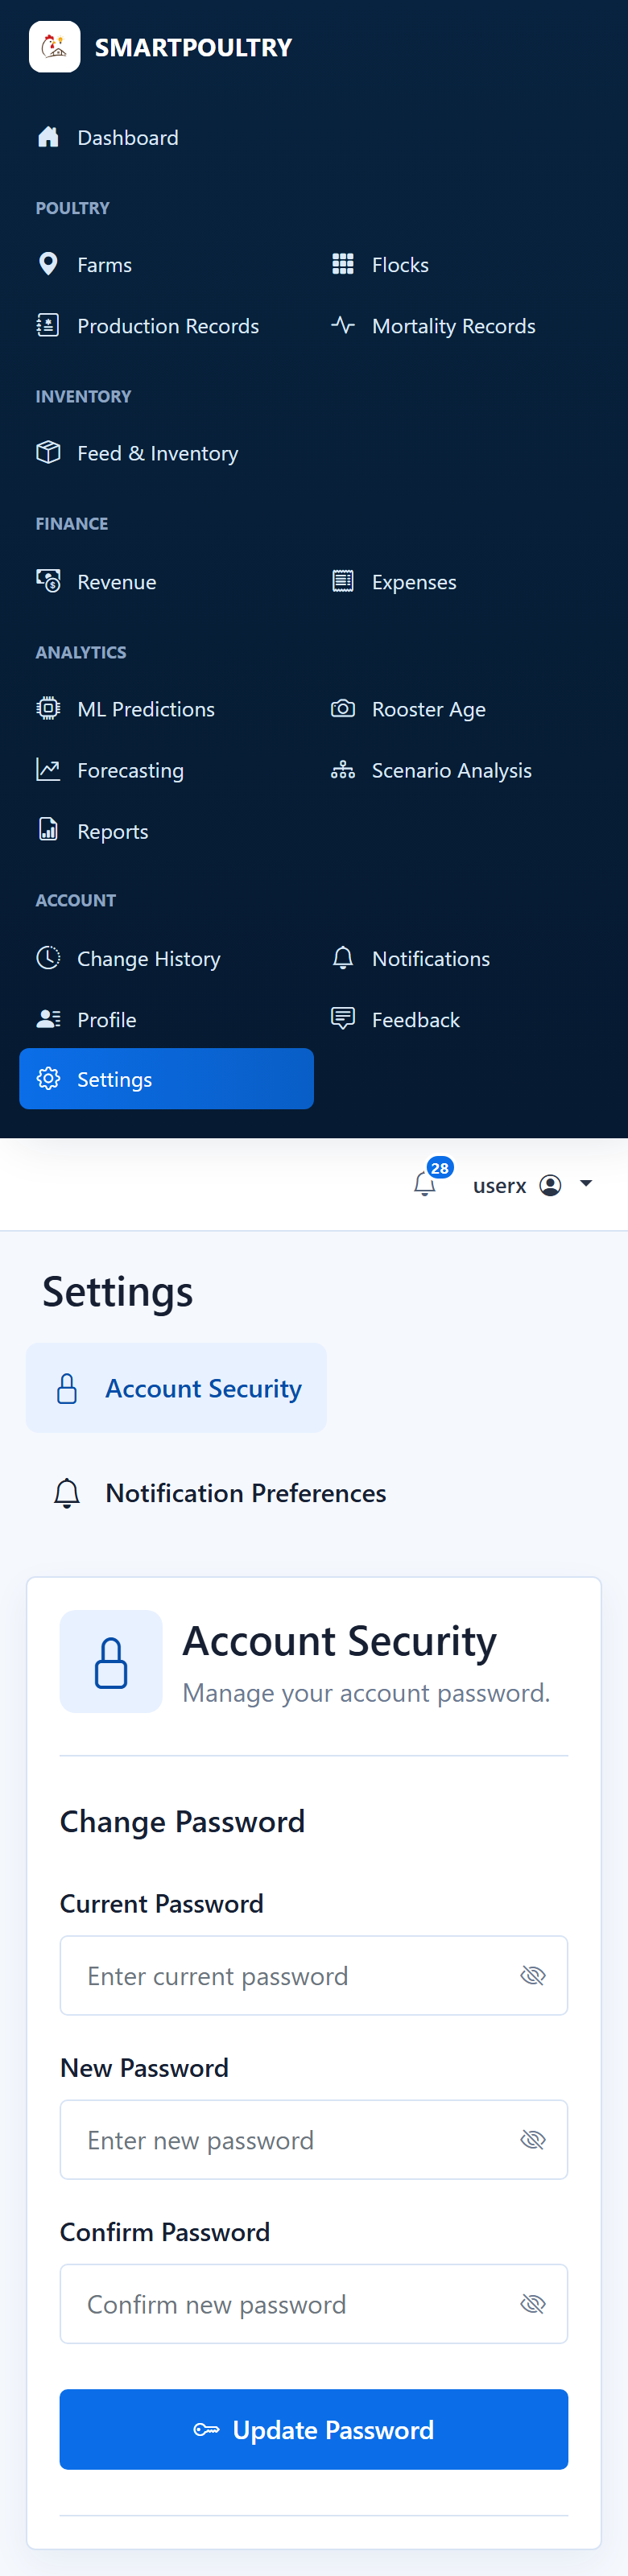 SMARTPOULTRY
Dashboard
POULTRY
Farms
Flocks
Production Records
Mortality Records
INVENTORY
Feed & Inventory
FINANCE
Revenue
Expenses
ANALYTICS
ML Predictions
Rooster Age
Forecasting
Scenario Analysis
Reports
ACCOUNT
Change History
Notifications
Profile
Feedback
Settings
28
userx
Settings
Account Security
Notification Preferences
Account Security
Manage your account password.
Change Password
Current Password
Enter current password
New Password
Enter new password
Confirm Password
Confirm new password
Update Password